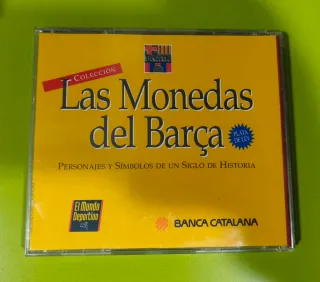 Colección
Las Monedas
del Barça
PLATA
DE LEY
Personajes y Símbolos de un Siglo de Historia
El Mundo
Deportivo
BANCA CATALANA